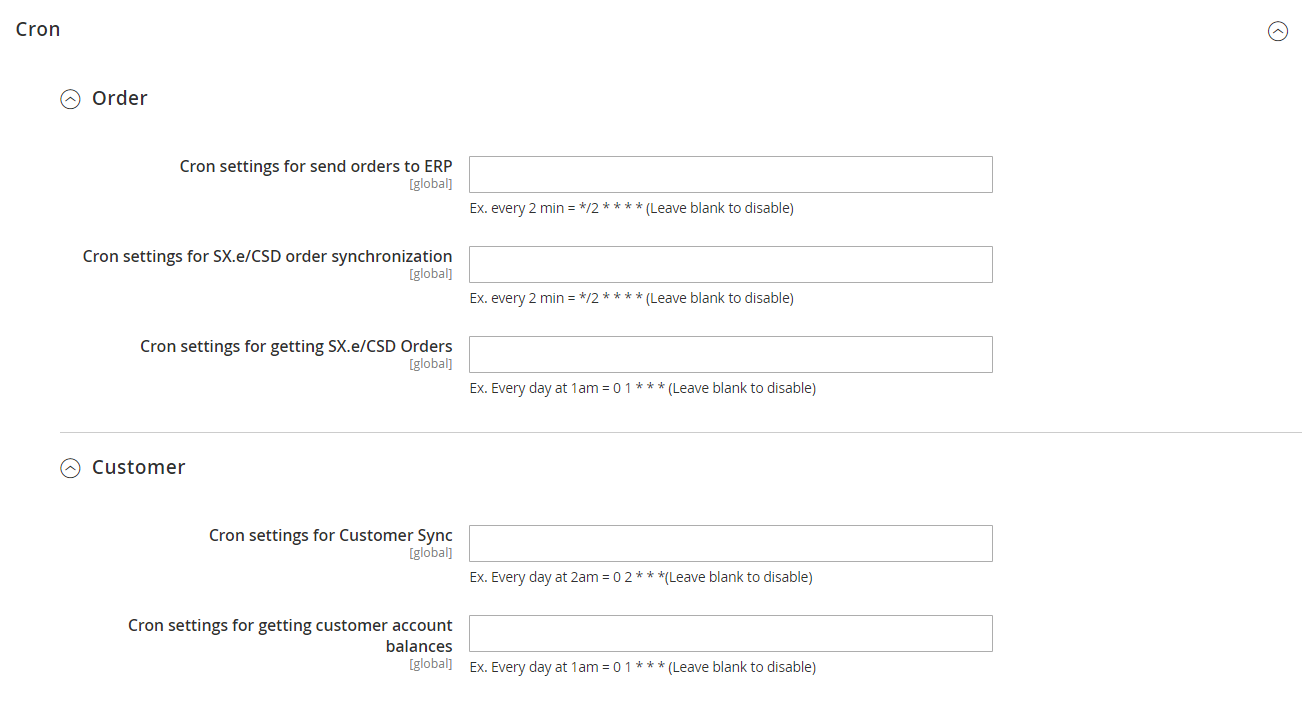 Cron
Order
Cron settings for send orders to ERP
[global]
Ex. every 2 min = */2 * * * * (Leave blank to disable)
Cron settings for SX.e/CSD order synchronization
[global]
Ex. every 2 min = */2 * * * * (Leave blank to disable)
Cron settings for getting SX.e/CSD Orders
[global]
Ex. Every day at 1am = 0 1 * * * (Leave blank to disable)
Customer
Cron settings for Customer Sync
[global]
Ex. Every day at 2am = 0 2 * * *(Leave blank to disable)
Cron settings for getting customer account
balances
[global]
Ex. Every day at 1am = 0 1 * * * (Leave blank to disable)